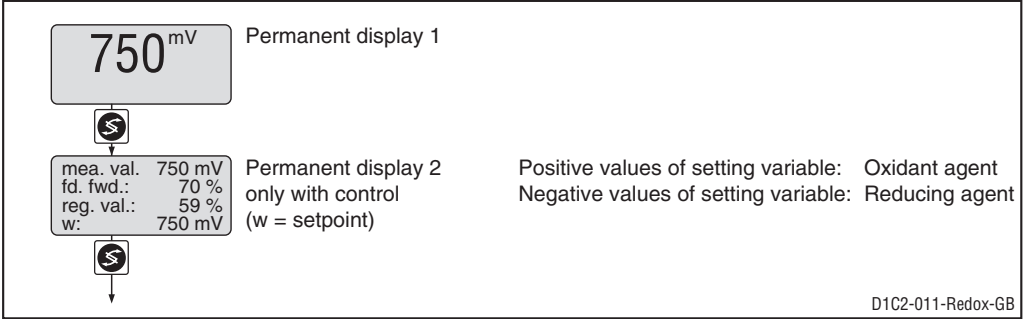 750 mV
Permanent display 1
mea. val. 750 mV
fd. fwd.: 70 %
reg. val.: 59 %
w: 750 mV
Permanent display 2
only with control
(w = setpoint)
Positive values of setting variable: Oxidant agent
Negative values of setting variable: Reducing agent
D1C2-011-Redox-GB